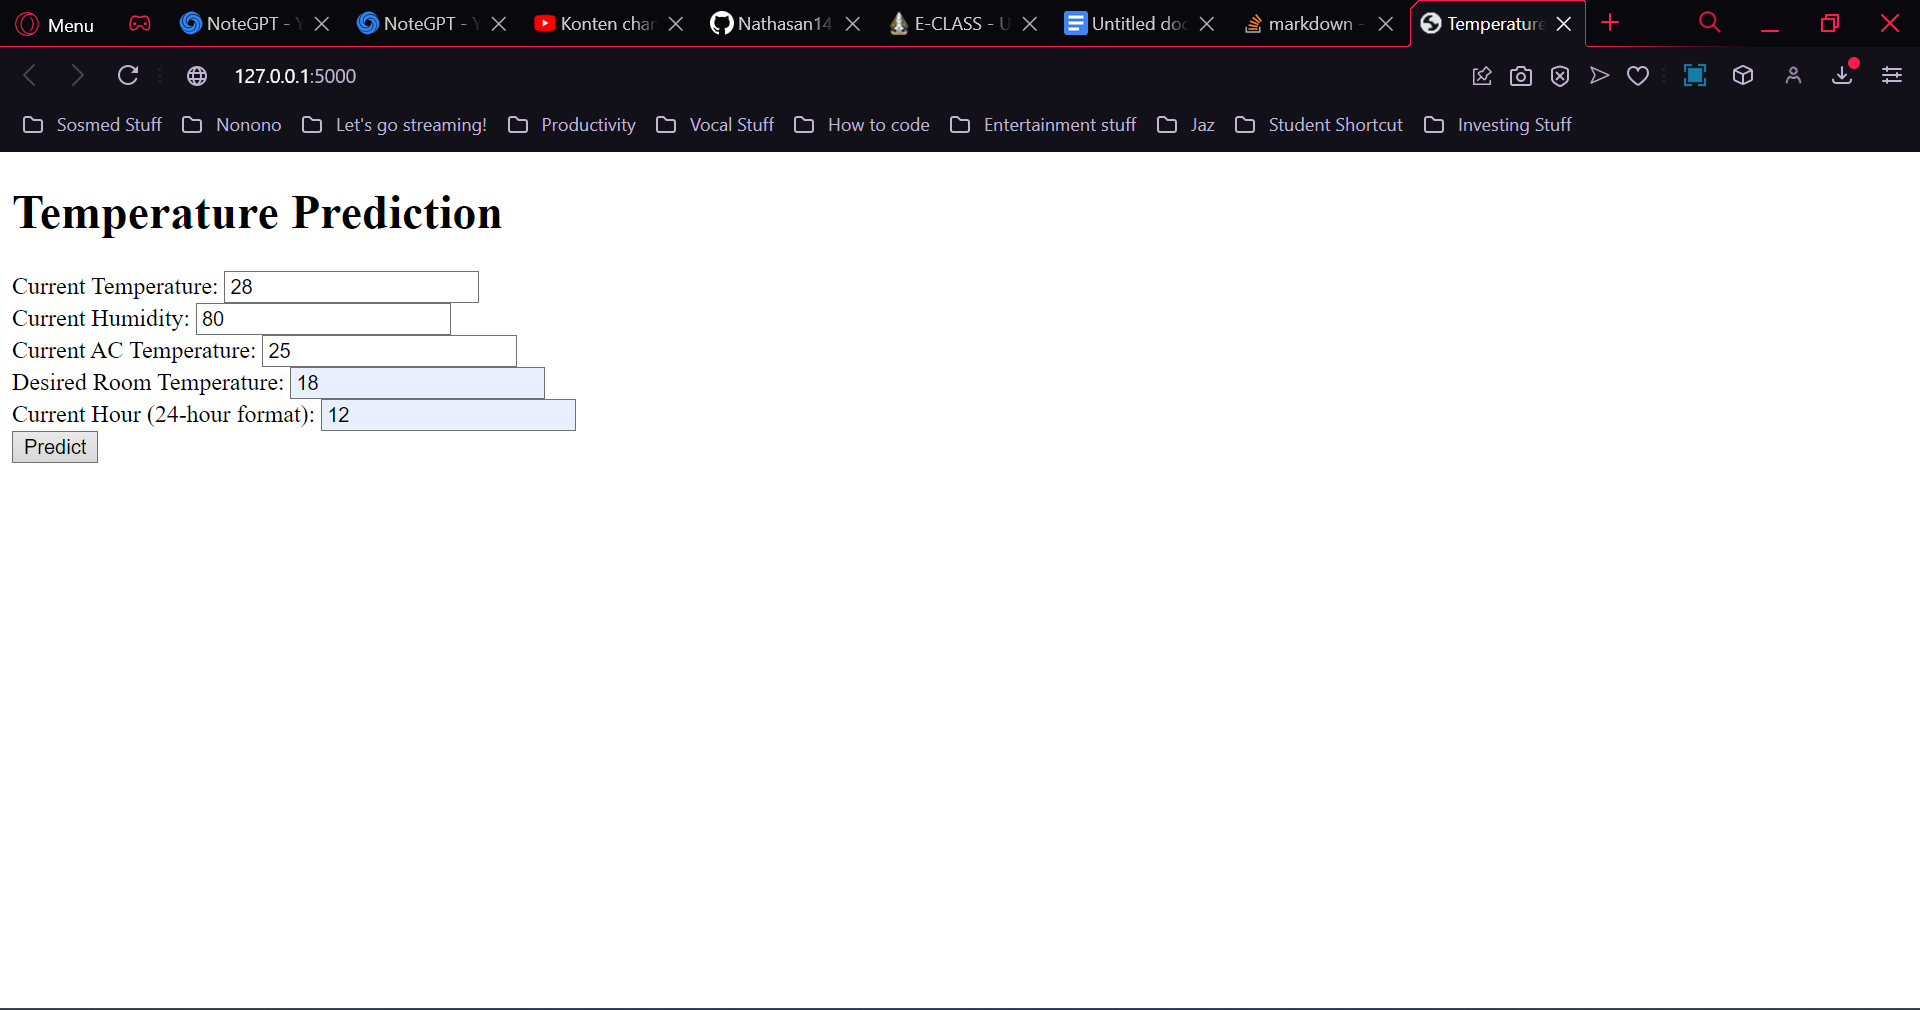 Menu
NoteGPT - Y
NoteGPT - Y
Konten char
Nathasan14
E-CLASS - U
Untitled doc
markdown -
Temperature
127.0.0.1:5000
Sosmed Stuff
Nonono
Let's go streaming!
Productivity
Vocal Stuff
How to code
Entertainment stuff
Jaz
Student Shortcut
Investing Stuff
Temperature Prediction
Current Temperature: 28
Current Humidity: 80
Current AC Temperature: 25
Desired Room Temperature: 18
Current Hour (24-hour format): 12
Predict